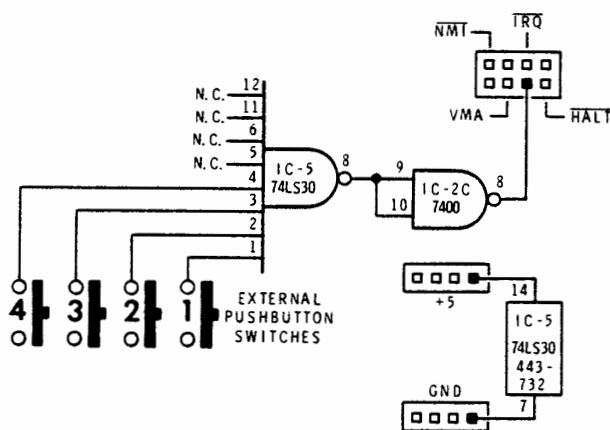 NMI
IRQ
VMA
HALT
N.C.
12
N.C.
11
N.C.
6
N.C.
5
4
3
2
1
IC-5
74LS30
8
9
10
IC-2C
7400
8
4
3
2
1
EXTERNAL
PUSHBUTTON
SWITCHES
+5
14
IC-5
74LS30
443-
732
7
GND